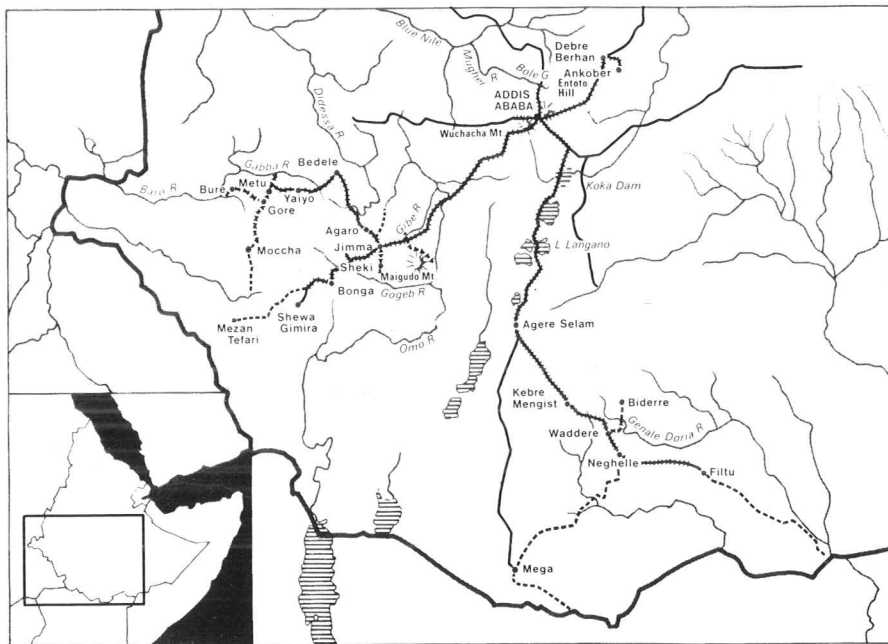 Blue Nile
Mugher R
Bole G
Debre
Berhan
Ankober
Entoto
Hill
ADDIS
ABABA
Didessa R
Wuchacha Mt
Gabba R
Bedele
Koka Dam
Baro R
Bure
Metu
Yaiyo
Gore
Gibe R
Agaro
L Langano
Moccha
Jimma
Sheki
Maigudo Mt
Gogeb R
Bonga
Mezan
Tefari
Shewa
Gimira
Agere Selam
Omo R
Kebre
Mengist
Biderre
Waddere
Genale Doria R
Neghelle
Filtu
Mega